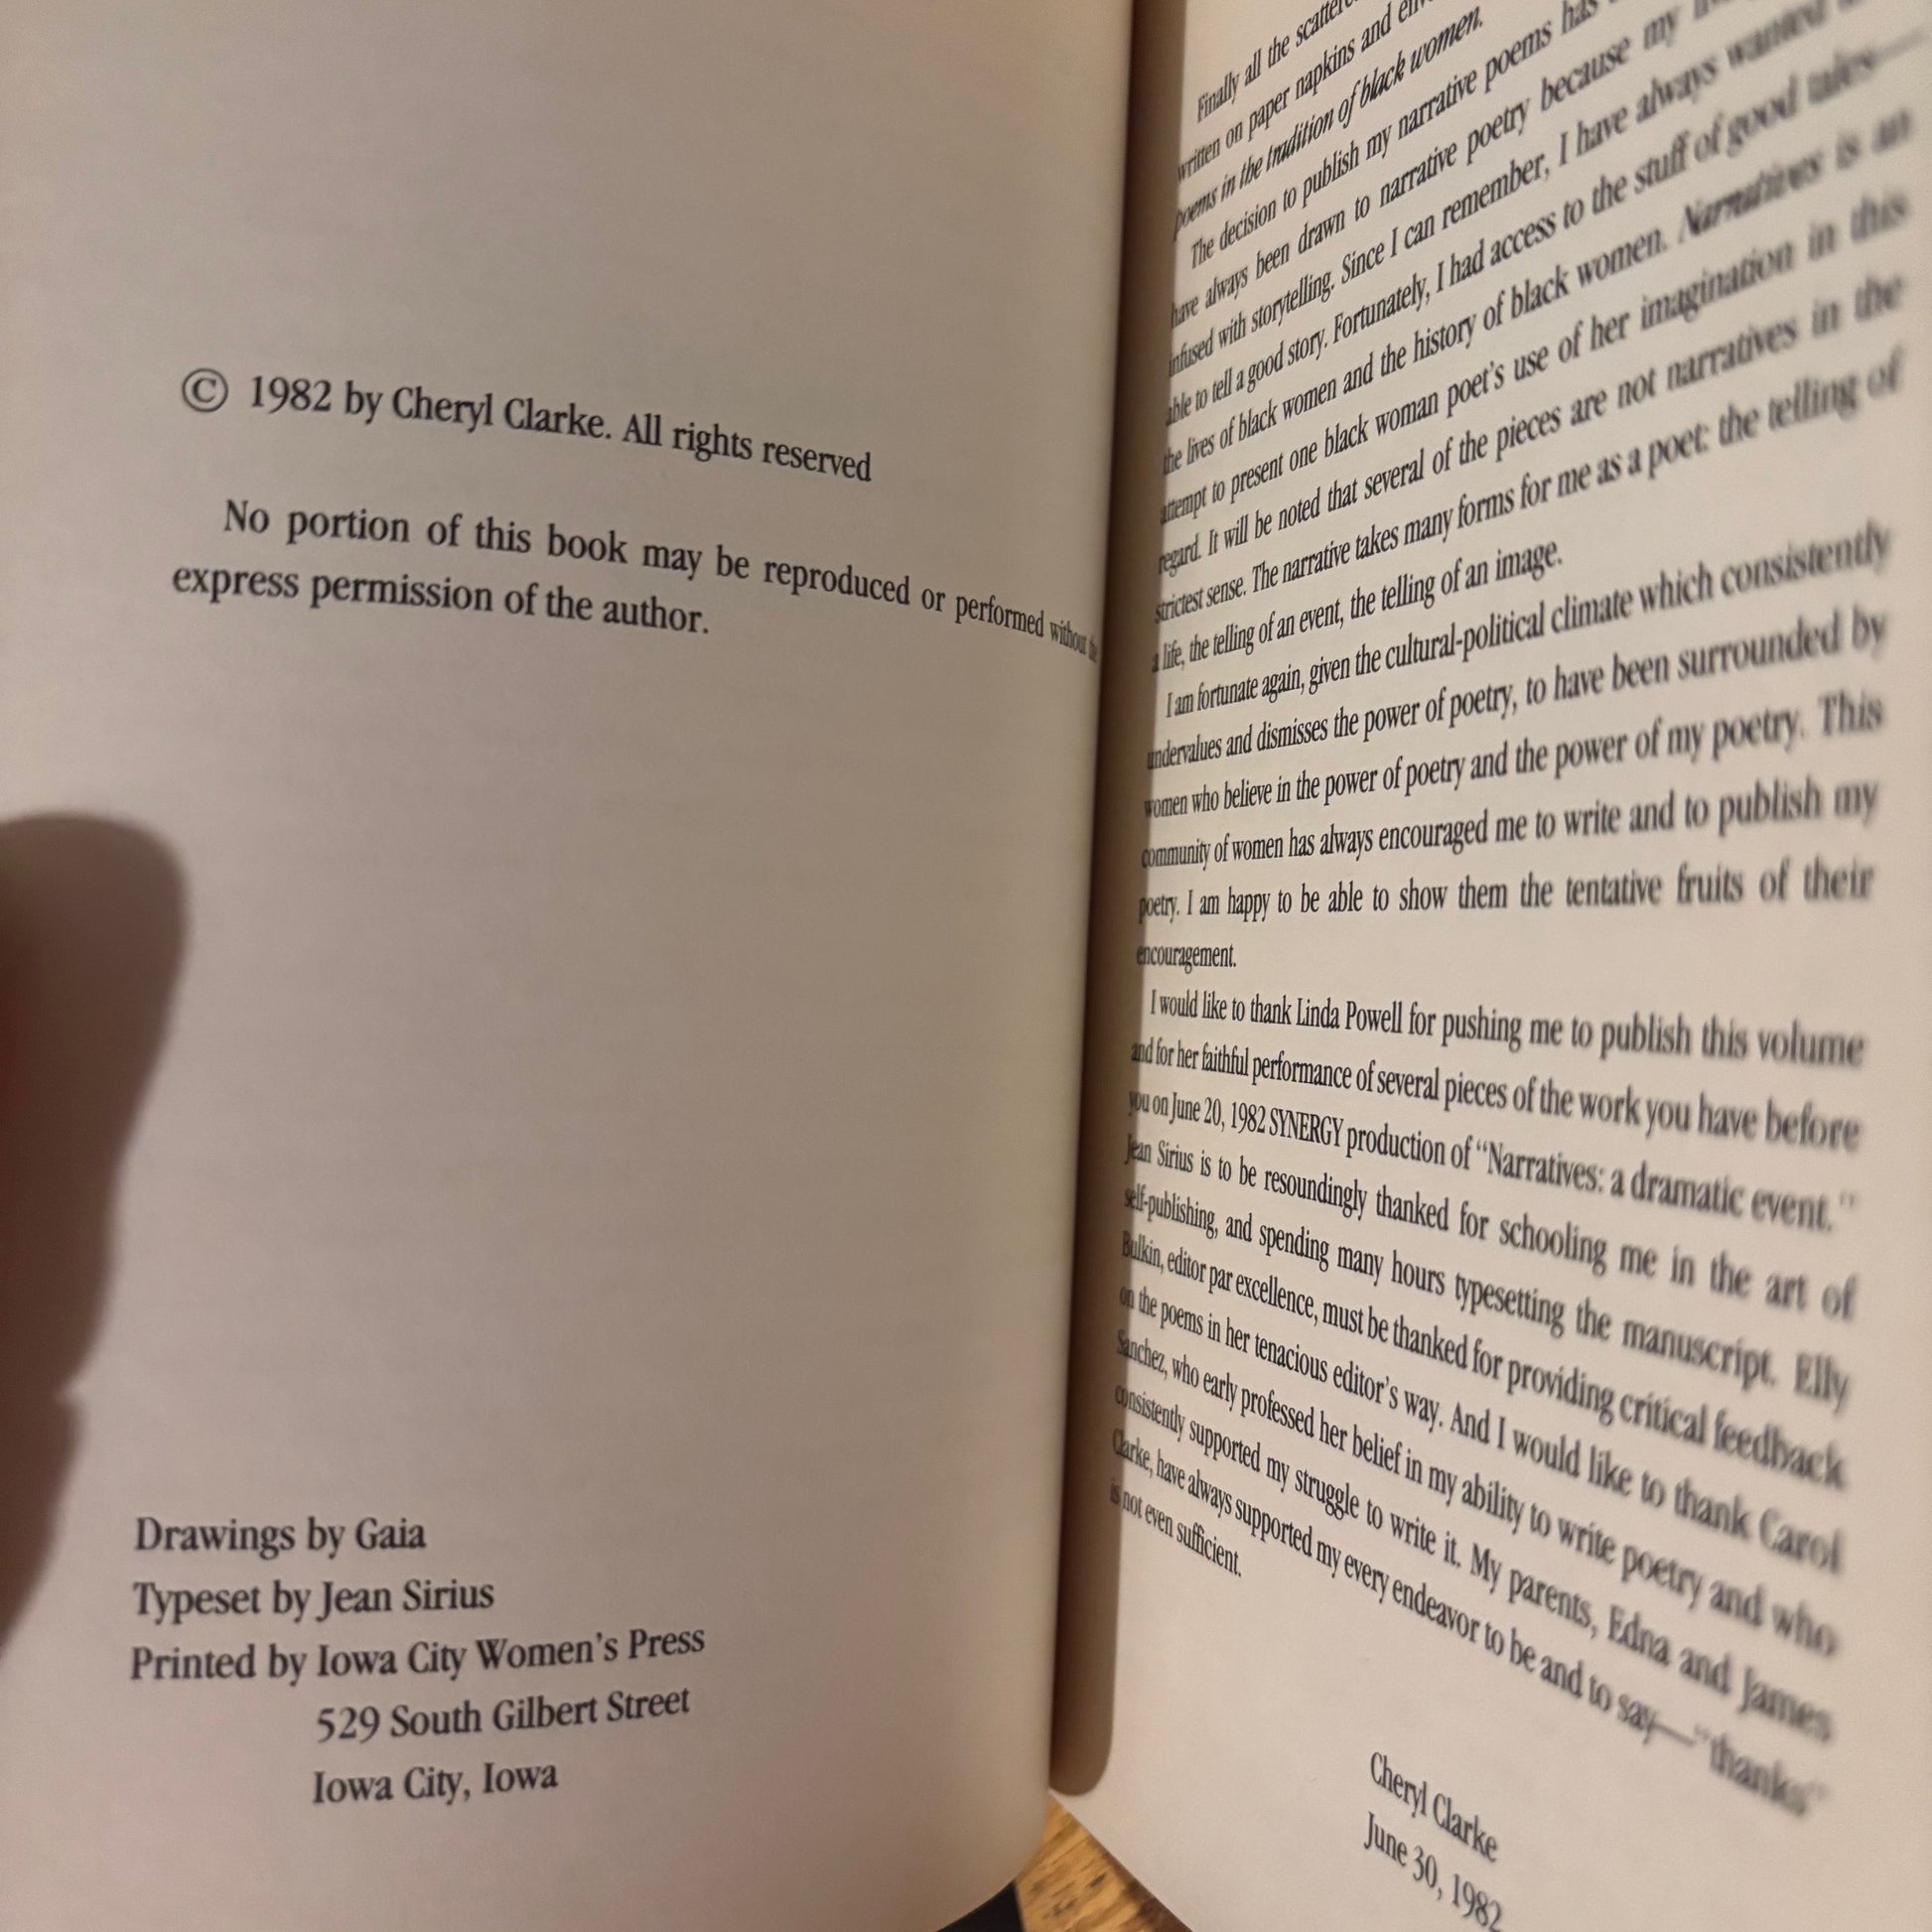 © 1982 by Cheryl Clarke. All rights reserved
No portion of this book may be reproduced or performed without the
express permission of the author.
Drawings by Gaia
Typeset by Jean Sirius
Printed by Iowa City Women's Press
529 South Gilbert Street
Iowa City, Iowa
Finally all the
written on paper napkins and
poems in the tradition of black women.
The decision to publish my narrative poems has
have always been drawn to narrative poetry because my
infused with storytelling. Since I can remember, I have always wanted
able to tell a good story. Fortunately, I had access to the stuff of good tales—
the lives of black women and the history of black women. Narratives is an
attempt to present one black woman poet's use of her imagination in this
regard. It will be noted that several of the pieces are not narratives in the
strictest sense. The narrative takes many forms for me as a poet: the telling of
a life, the telling of an event, the telling of an image.
I am fortunate again, given the cultural-political climate which consistently
undervalues and dismisses the power of poetry, to have been surrounded by
women who believe in the power of poetry and the power of my poetry. This
community of women has always encouraged me to write and to publish my
poetry. I am happy to be able to show them the tentative fruits of their
encouragement.
I would like to thank Linda Powell for pushing me to publish this volume
and for her faithful performance of several pieces of the work you have before
you on June 20, 1982 SYNERGY production of "Narratives: a dramatic event."
Jean Sirius is to be resoundingly thanked for schooling me in the art of
self-publishing, and spending many hours typesetting the manuscript. Elly
Bulkin, editor par excellence, must be thanked for providing critical feedback
on the poems in her tenacious editor's way. And I would like to thank Carol
Sanchez, who early professed her belief in my ability to write poetry and who
consistently supported my struggle to write it. My parents, Edna and James
Clarke, have always supported my every endeavor to be and to say—"thanks"
is not even sufficient.
Cheryl Clarke
June 30, 1982